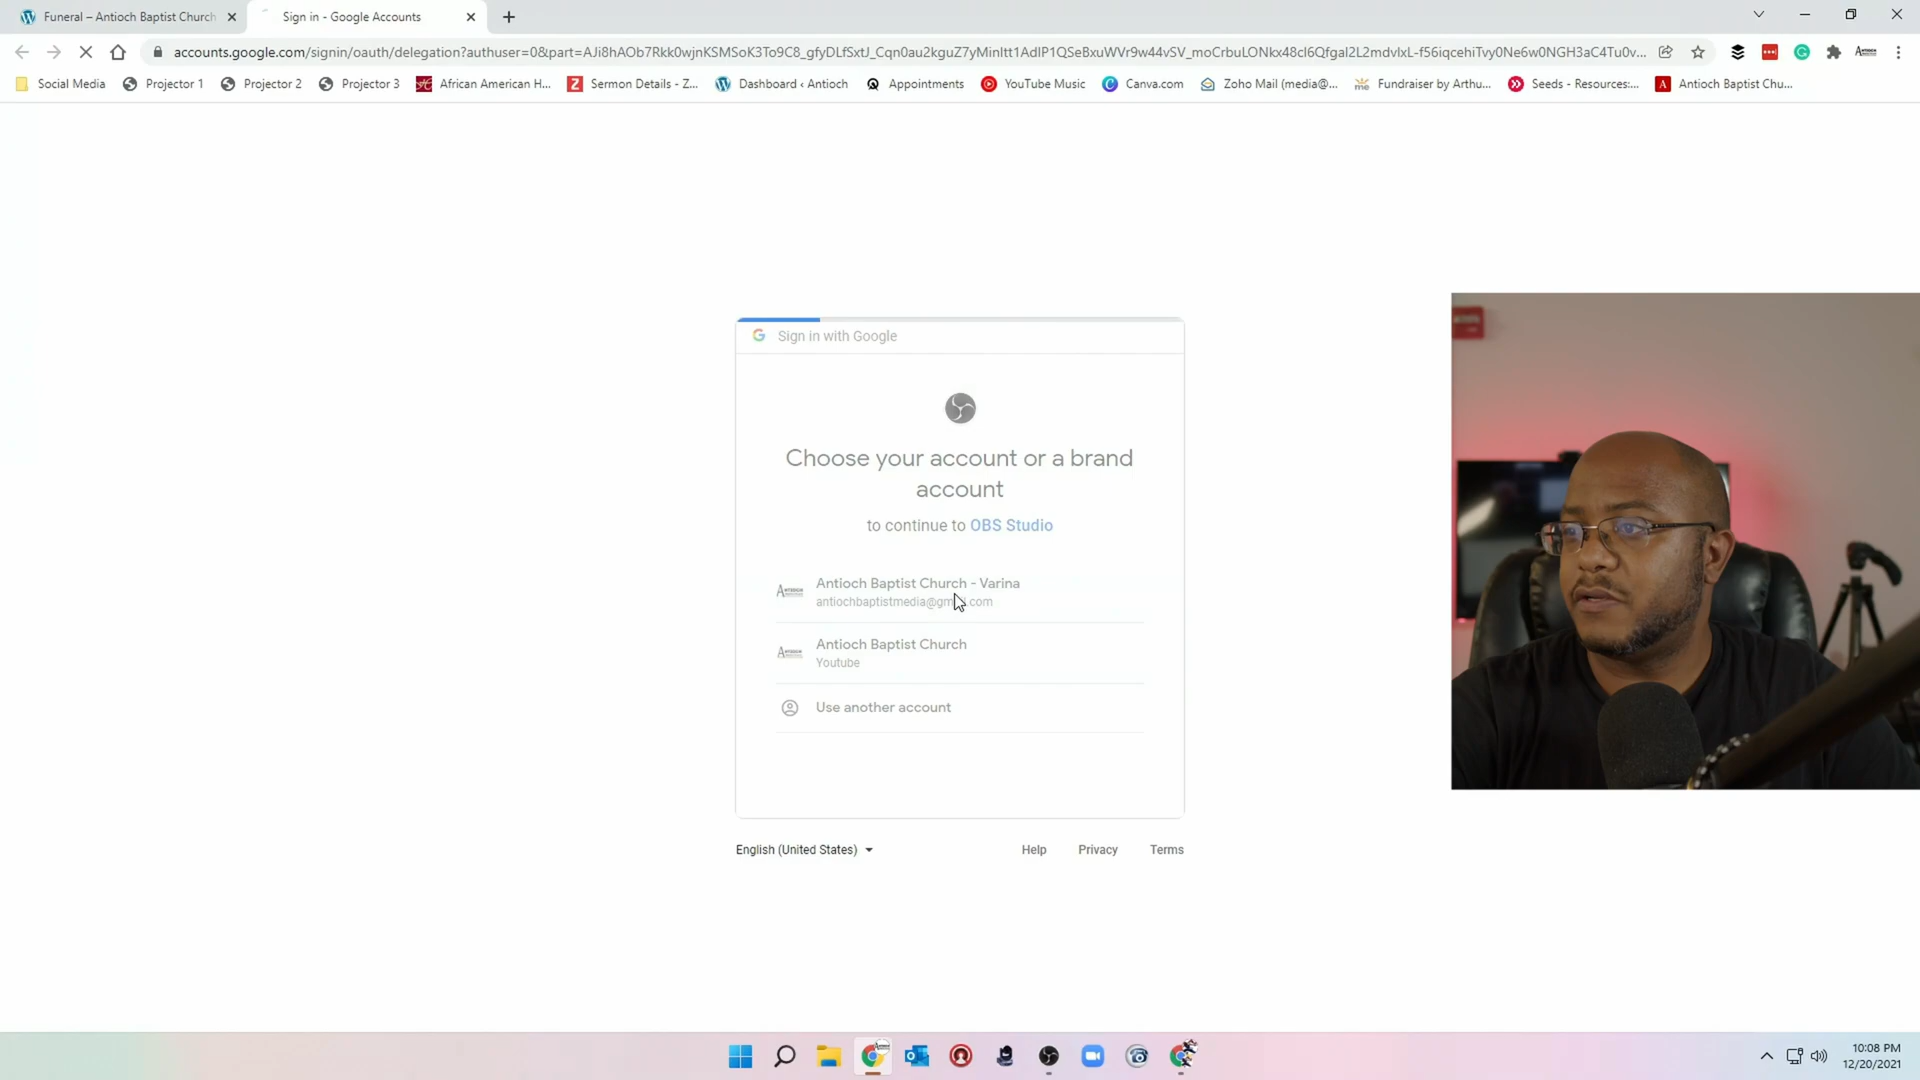 Funeral – Antioch Baptist Church
Sign in - Google Accounts
accounts.google.com/signin/oauth/delegation?authuser=0&part=
Social Media
Projector 1
Projector 2
Projector 3
African American H...
Sermon Details - Z...
Dashboard ‹ Antioch
Appointments
YouTube Music
Canva.com
Zoho Mail (media@...
Fundraiser by Arthu...
Seeds - Resources:...
Antioch Baptist Chu...
Sign in with Google
Choose your account or a brand
account
to continue to OBS Studio
Antioch Baptist Church - Varina
antiochbaptistmedia@gmail.com
Antioch Baptist Church
Youtube
Use another account
English (United States)
Help
Privacy
Terms
10:08 PM
12/20/2021